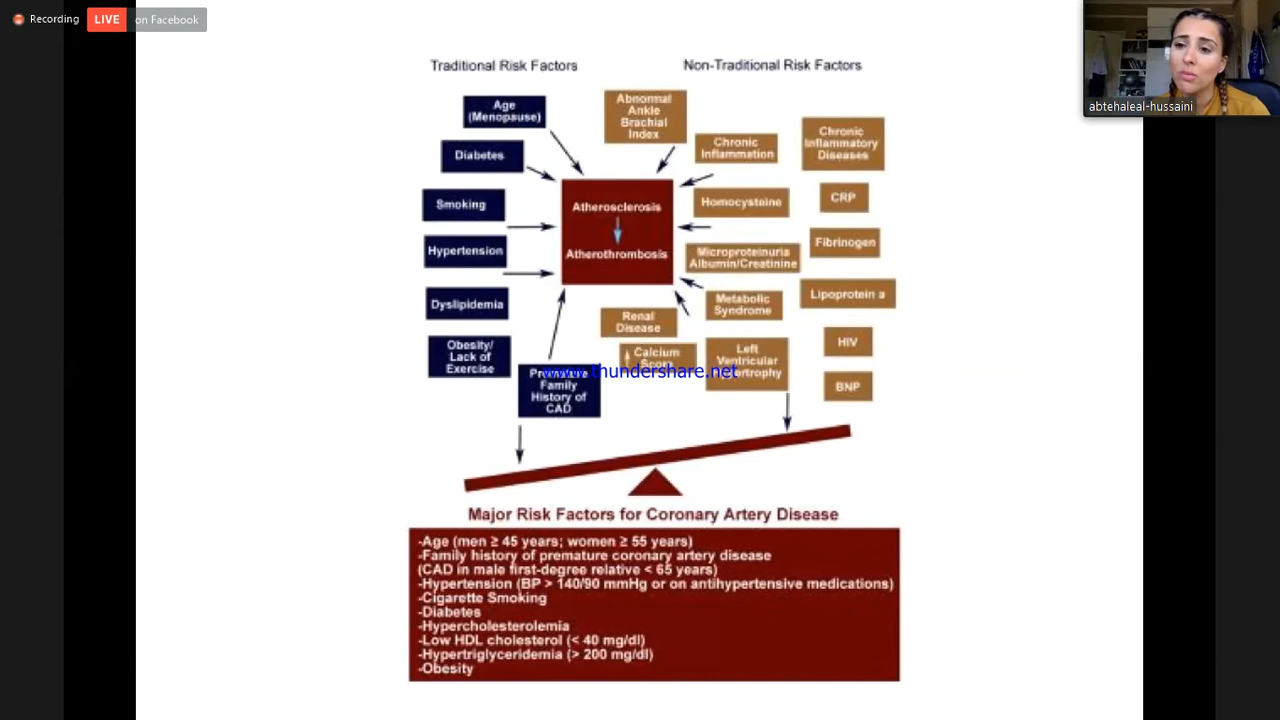 Recording
LIVE
on Facebook
abtehaleal-hussaini
Traditional Risk Factors
Non-Traditional Risk Factors
Age
(Menopause)
Diabetes
Smoking
Hypertension
Dyslipidemia
Obesity/
Lack of
Exercise
Family
History of
CAD
Atherosclerosis
Atherothrombosis
Abnormal
Ankle
Brachial
Index
Chronic
Inflammation
Homocysteine
Microproteinuria
Albumin/Creatinine
Metabolic
Syndrome
Renal
Disease
Calcium
Left
Ventricular
Chronic
Inflammatory
Diseases
CRP
Fibrinogen
Lipoprotein a
HIV
BNP
www.thundershare.net
Major Risk Factors for Coronary Artery Disease
-Age (men ≥ 45 years; women ≥ 55 years)
-Family history of premature coronary artery disease
(CAD in male first-degree relative < 65 years)
-Hypertension (BP > 140/90 mmHg or on antihypertensive medications)
-Cigarette Smoking
-Diabetes
-Hypercholesterolemia
-Low HDL cholesterol (< 40 mg/dl)
-Hypertriglyceridemia (> 200 mg/dl)
-Obesity